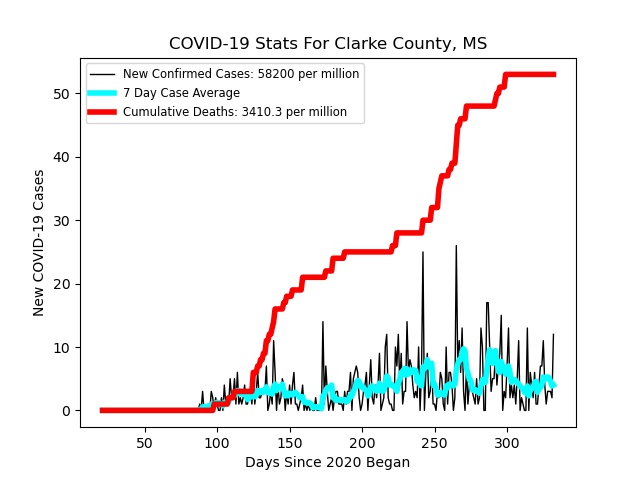 COVID-19 Stats For Clarke County, MS
New Confirmed Cases: 58200 per million
7 Day Case Average
Cumulative Deaths: 3410.3 per million
New COVID-19 Cases
50
40
30
20
10
0
50 100 150 200 250 300
Days Since 2020 Began